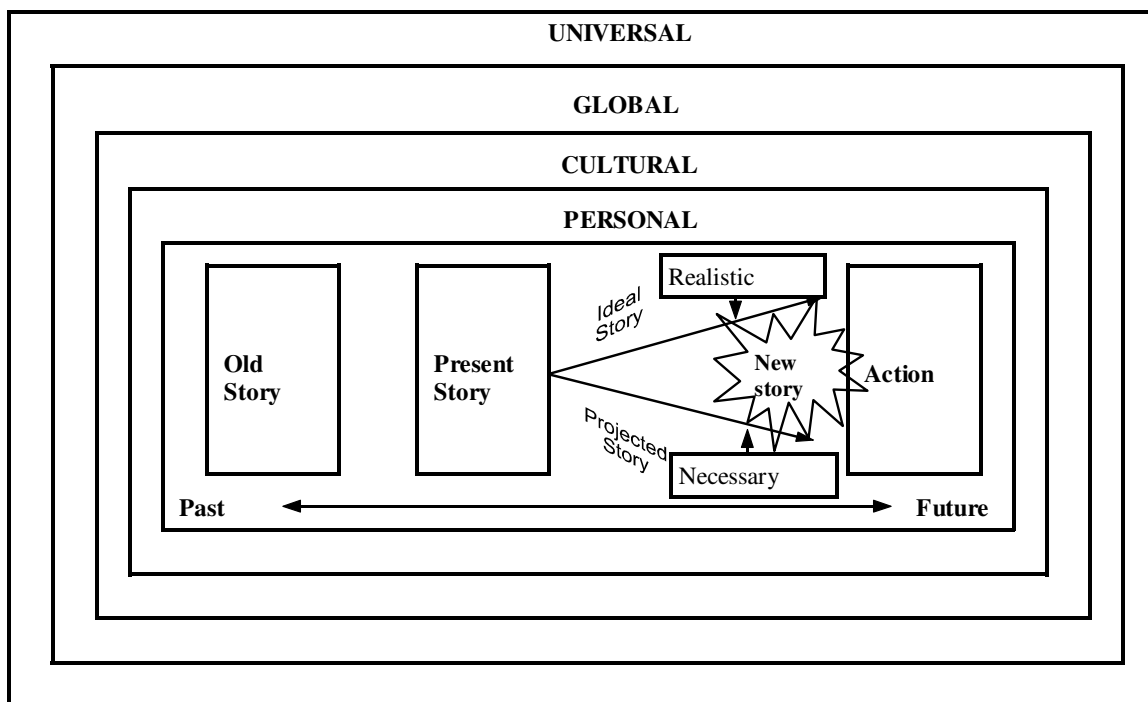 UNIVERSAL
GLOBAL
CULTURAL
PERSONAL
Old
Story
Present
Story
Ideal
Story
Projected
Story
Realistic
New
story
Necessary
Action
Past
Future